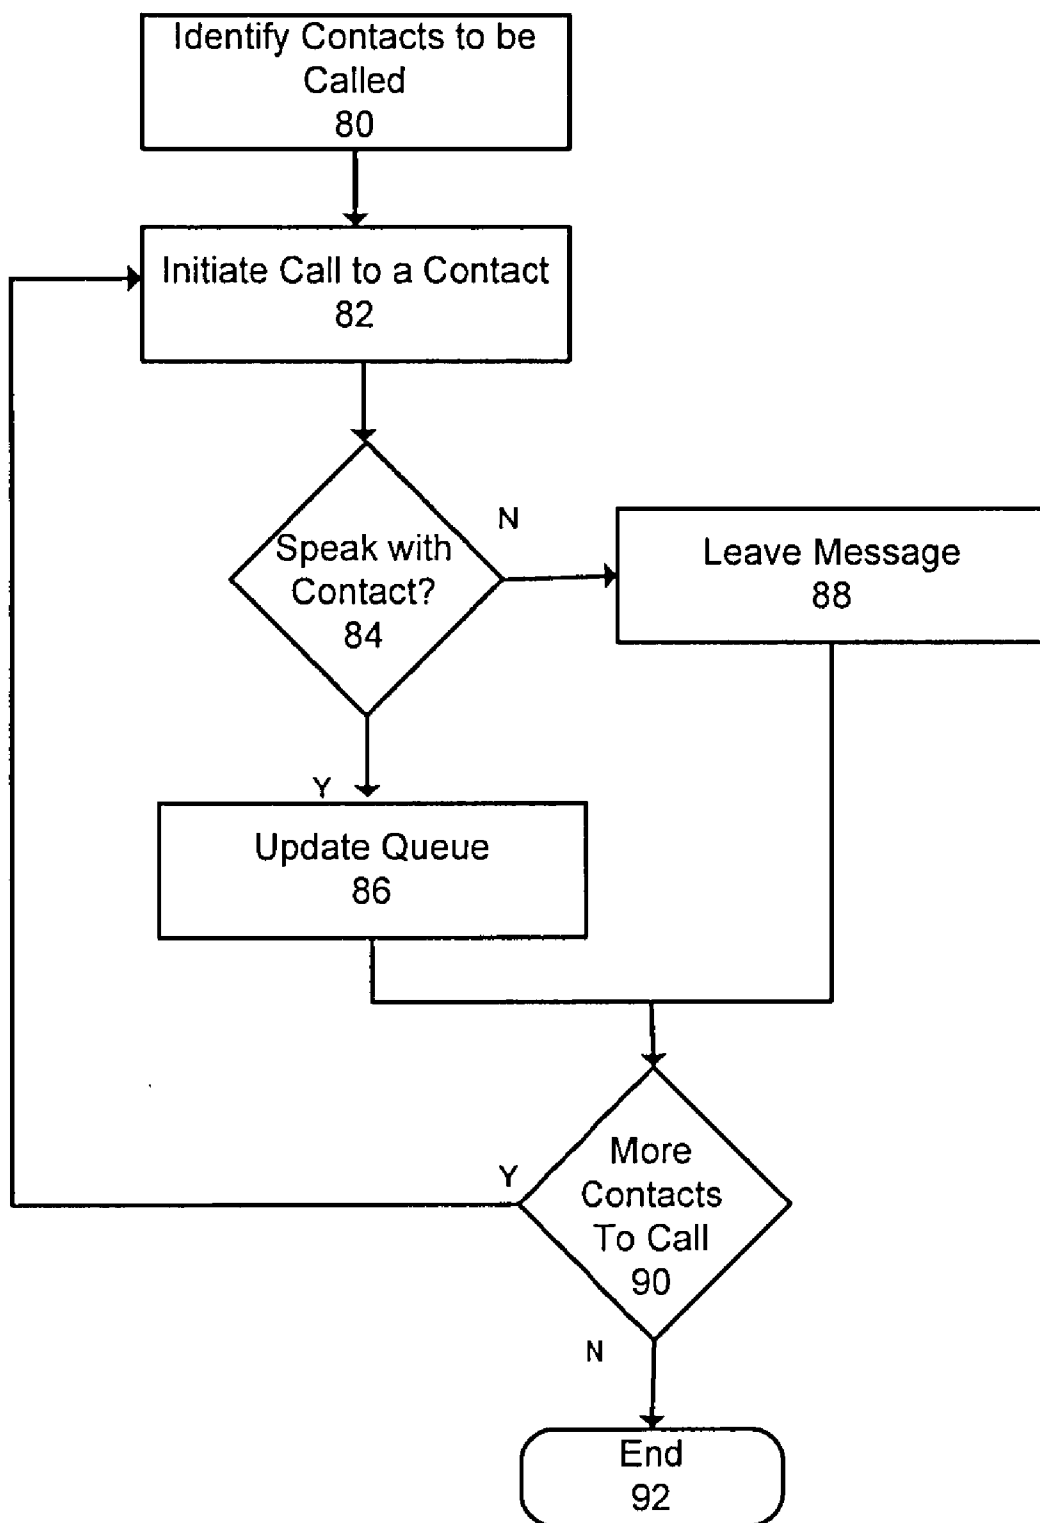 Identify Contacts to be
Called
80
Initiate Call to a Contact
82
N
Speak with
Contact?
84
Leave Message
88
Y
Update Queue
86
Y
More
Contacts
To Call
90
N
End
92